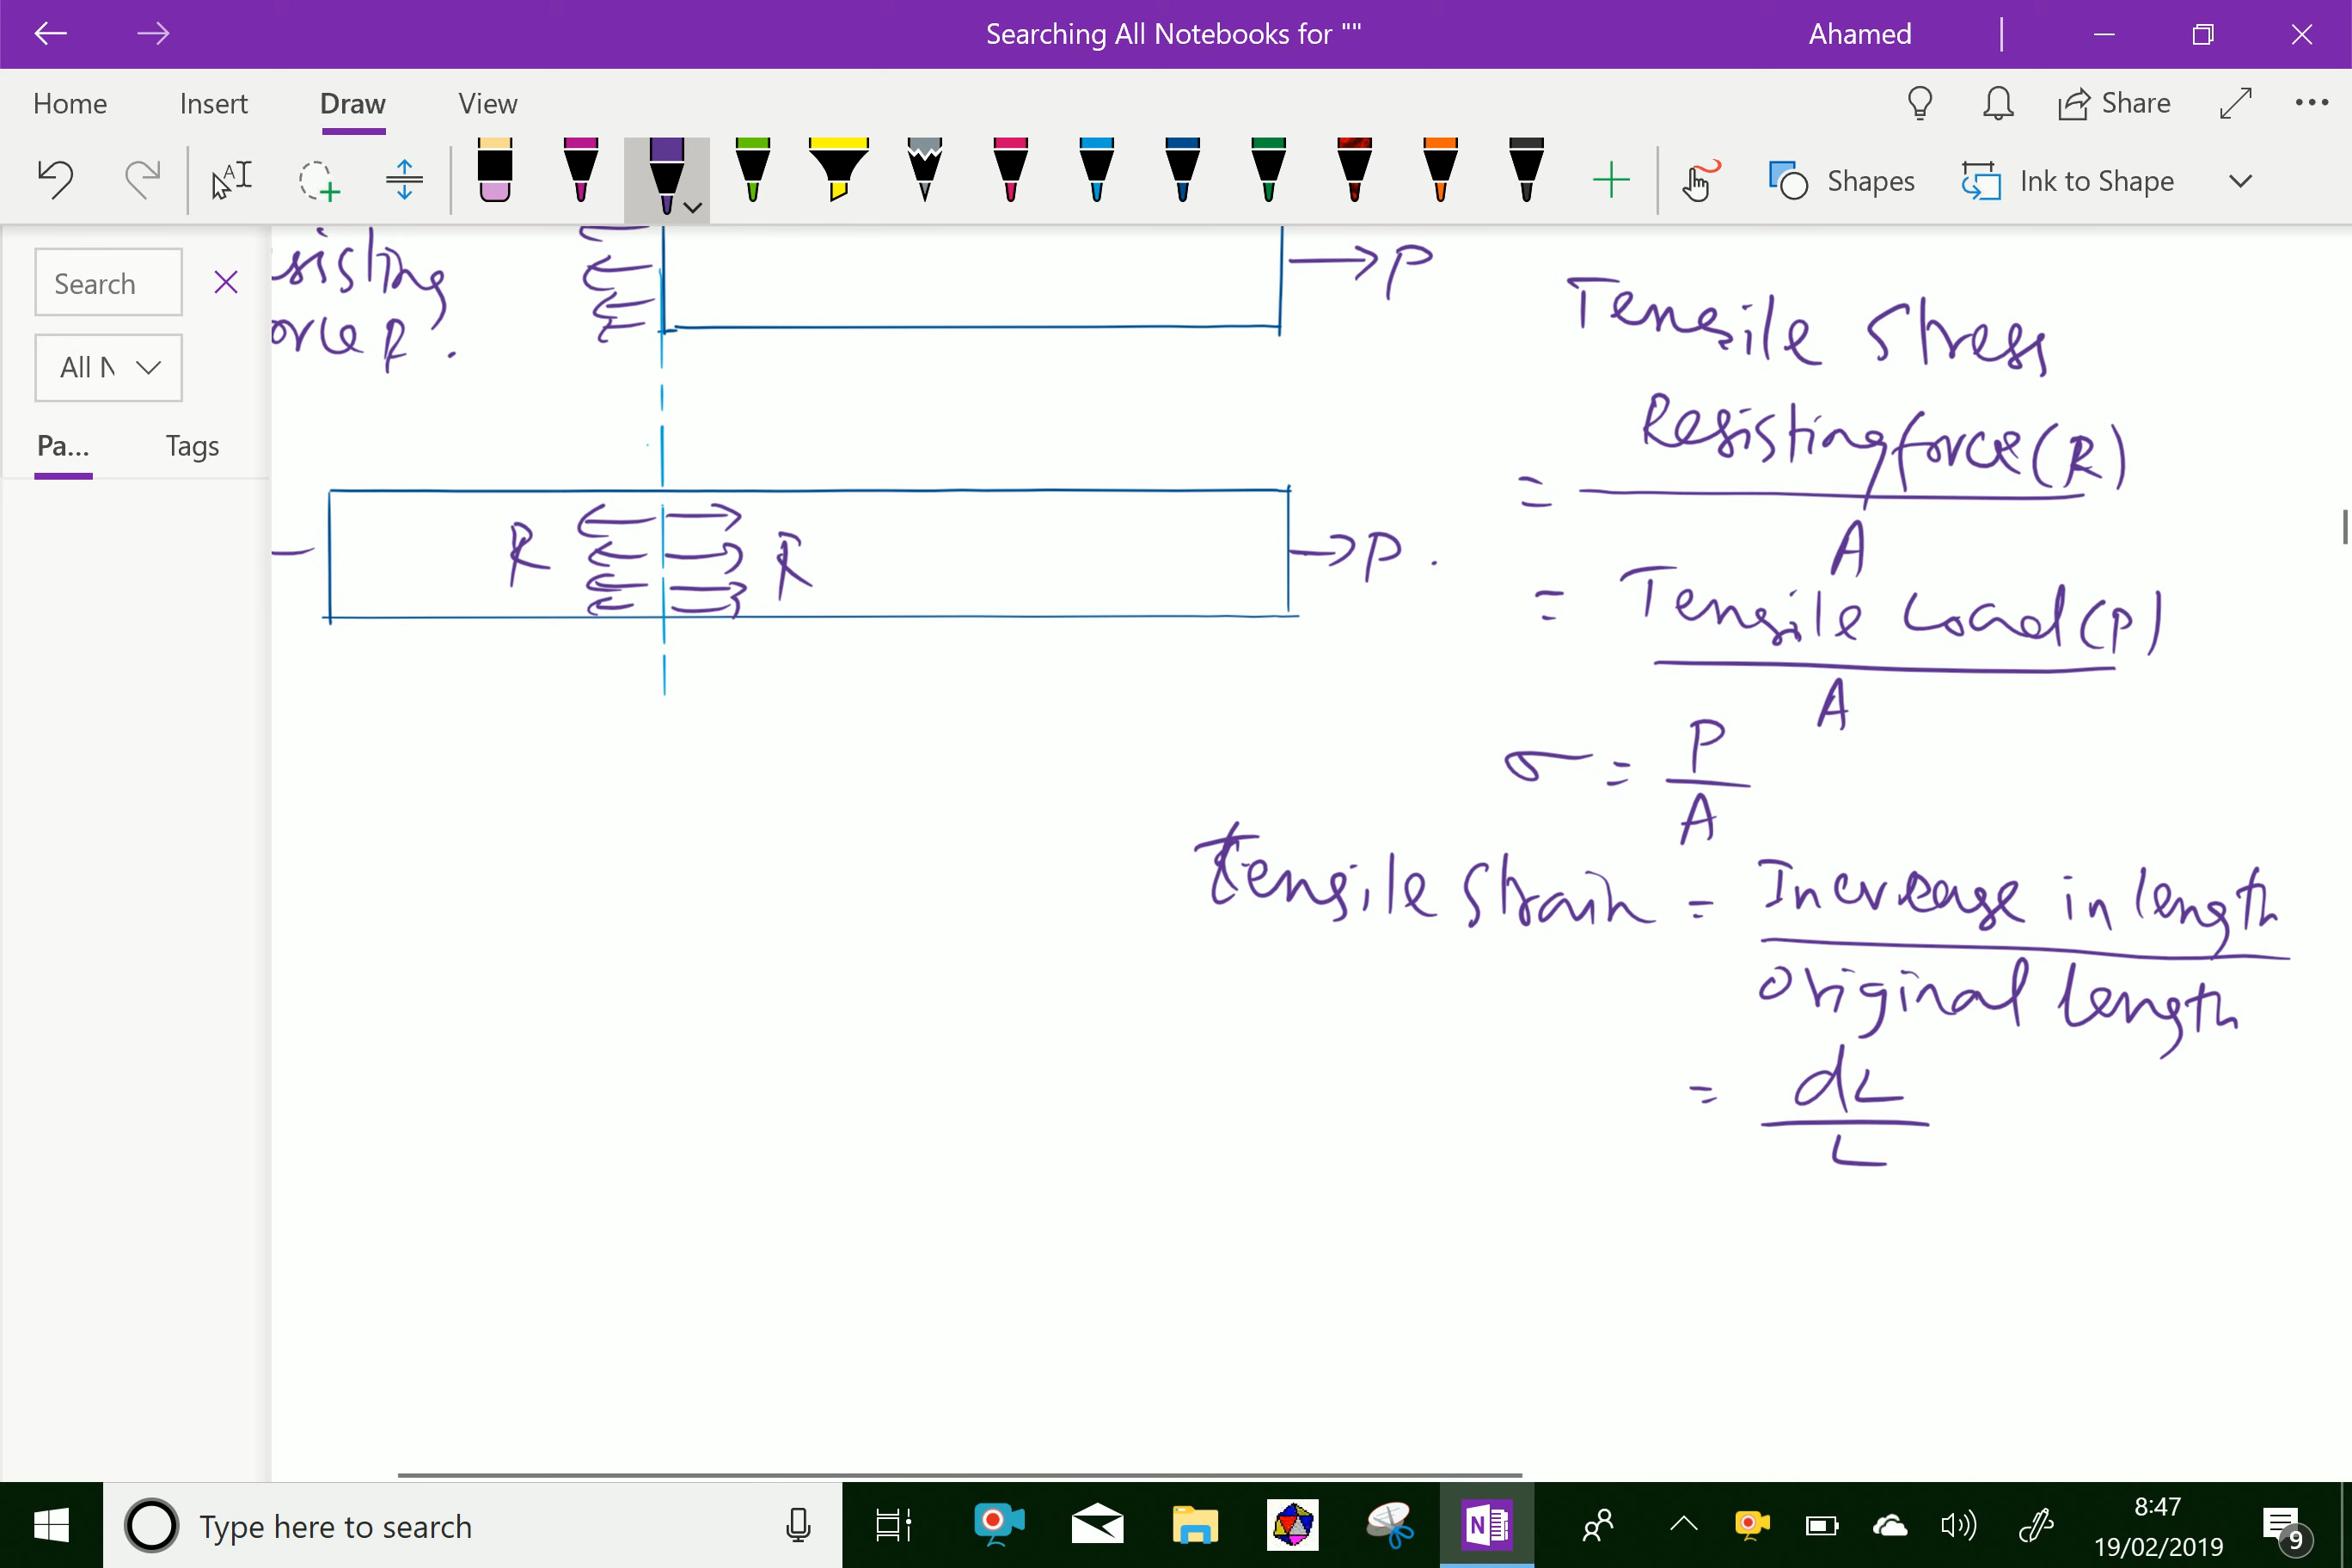 Searching All Notebooks for ""
Ahamed
Home Insert Draw View
Share
Shapes
Ink to Shape
Search
All N
Pa...
Tags
sisting
orce R.
P
R R
P.
Tensile Stress
= Resisting force (R)
A
= Tensile Load (P)
A
σ = P
A
Tensile Strain = Increase in length
original length
= dL
L
Type here to search
8:47
19/02/2019
9